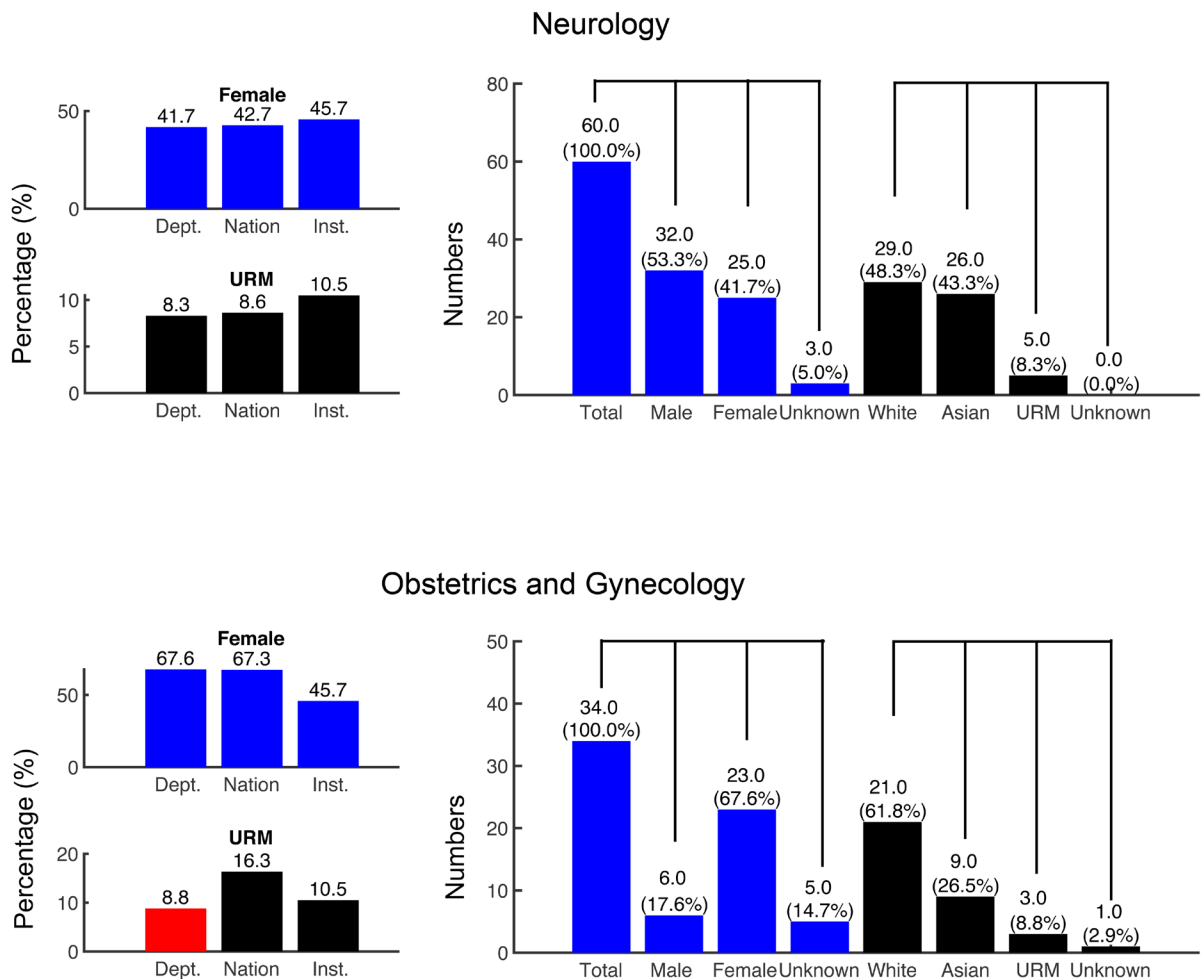 Neurology
Female
41.7 42.7 45.7
50
0
Dept. Nation Inst.
URM
8.3 8.6 10.5
10
5
0
Dept. Nation Inst.
Percentage (%)
80
60
40
20
0
Numbers
60.0
(100.0%)
32.0
(53.3%)
25.0
(41.7%)
3.0
(5.0%)
29.0
(48.3%)
26.0
(43.3%)
5.0
(8.3%)
0.0
(0.0%)
Total Male Female Unknown White Asian URM Unknown
Obstetrics and Gynecology
Female
67.6 67.3 45.7
50
0
Dept. Nation Inst.
URM
8.8 16.3 10.5
20
10
0
Dept. Nation Inst.
Percentage (%)
50
40
30
20
10
0
Numbers
34.0
(100.0%)
6.0
(17.6%)
23.0
(67.6%)
5.0
(14.7%)
21.0
(61.8%)
9.0
(26.5%)
3.0
(8.8%)
1.0
(2.9%)
Total Male Female Unknown White Asian URM Unknown